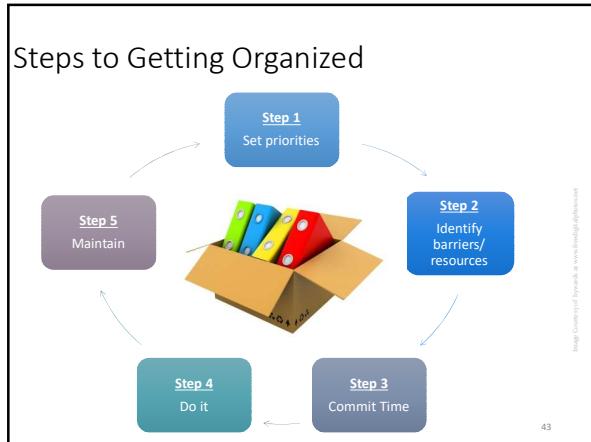 Steps to Getting Organized
Step 1
Set priorities
Step 2
Identify
barriers/
resources
Step 3
Commit Time
Step 4
Do it
Step 5
Maintain
43